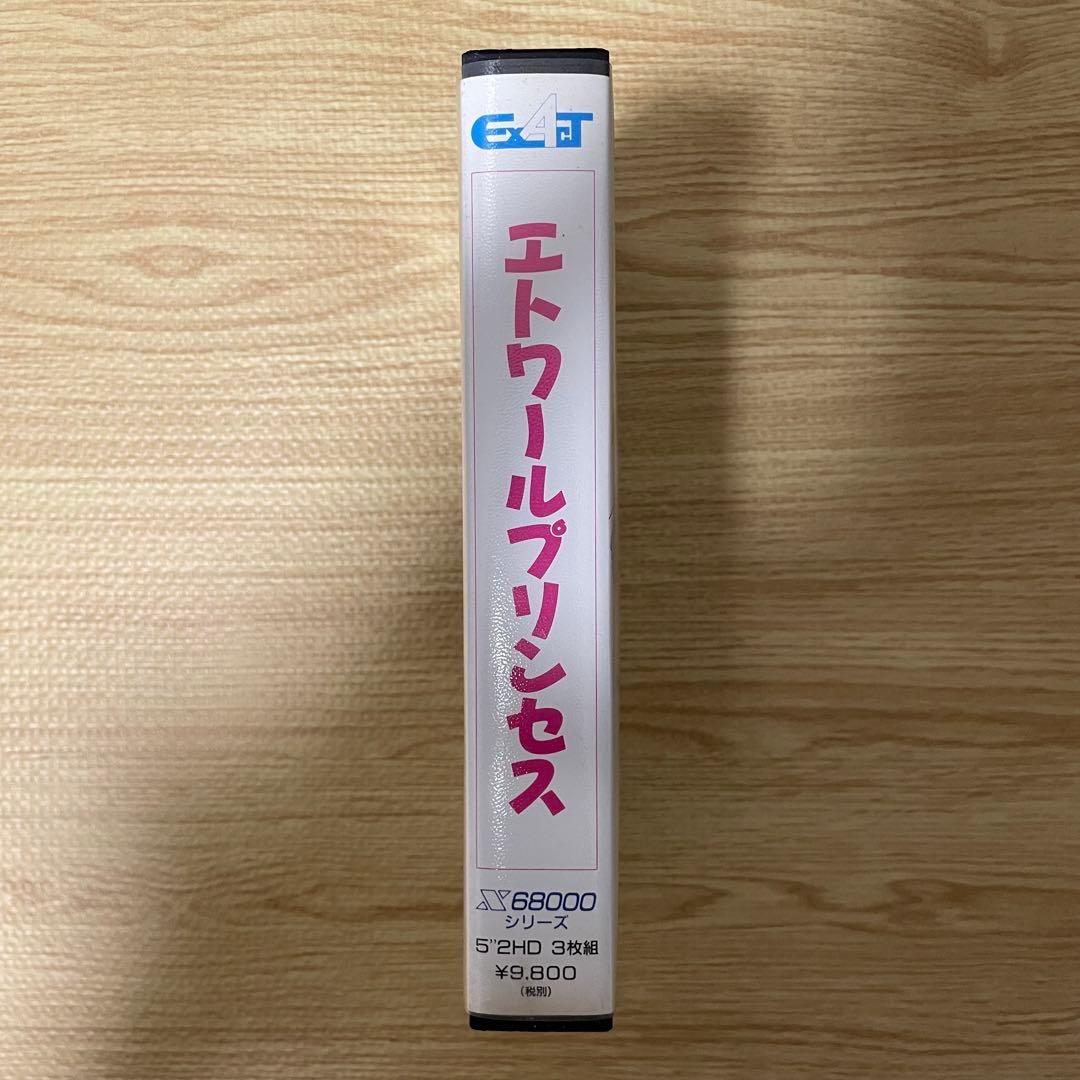 ExAcT
エトワールプリンセス
X68000
シリーズ
5"2HD 3枚組
¥9.800
(税別)